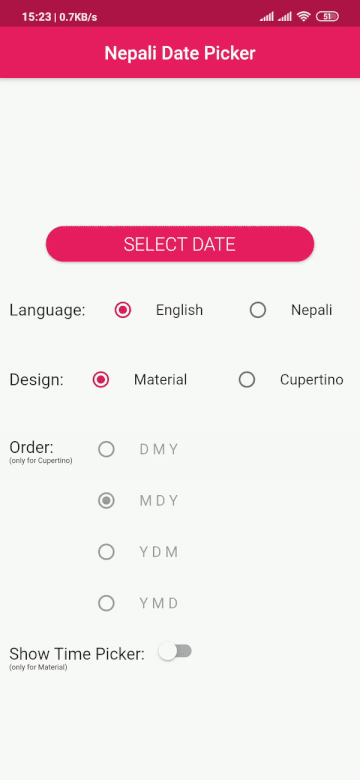 15:23 | 0.7KB/s 51
Nepali Date Picker
SELECT DATE
Language: English Nepali
Design: Material Cupertino
Order: D M Y
(only for Cupertino)
M D Y
Y D M
Y M D
Show Time Picker:
(only for Material)